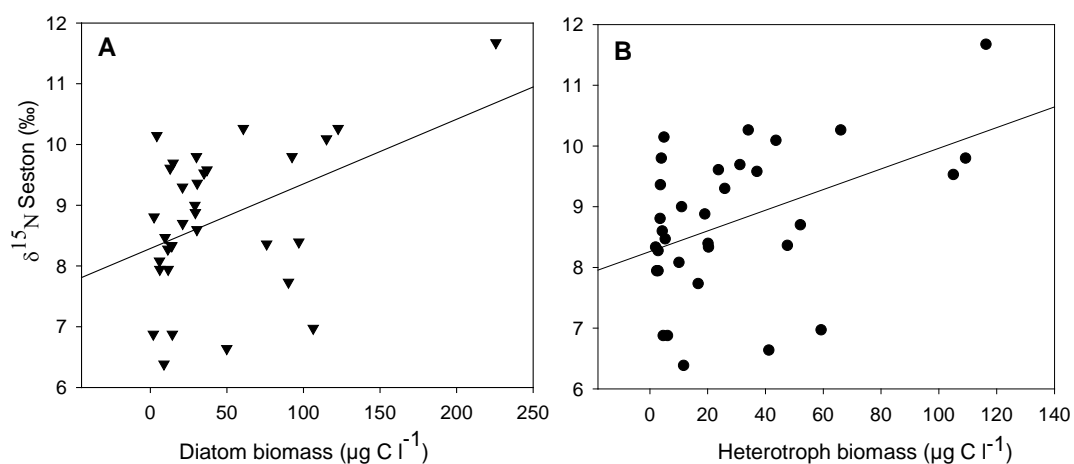 A
12
11
10
9
8
7
6
δ¹⁵N Seston (‰)
0 50 100 150 200 250
Diatom biomass (µg C l⁻¹)
B
12
11
10
9
8
7
6
0 20 40 60 80 100 120 140
Heterotroph biomass (µg C l⁻¹)